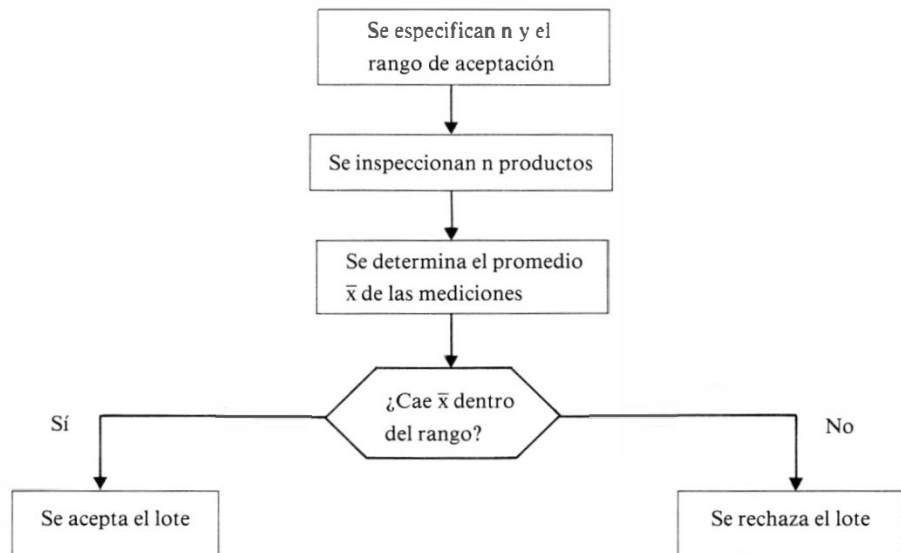 Se especifican n y el
rango de aceptación
Se inspeccionan n productos
Se determina el promedio
x̅ de las mediciones
¿Cae x̅ dentro
del rango?
Sí
No
Se acepta el lote
Se rechaza el lote